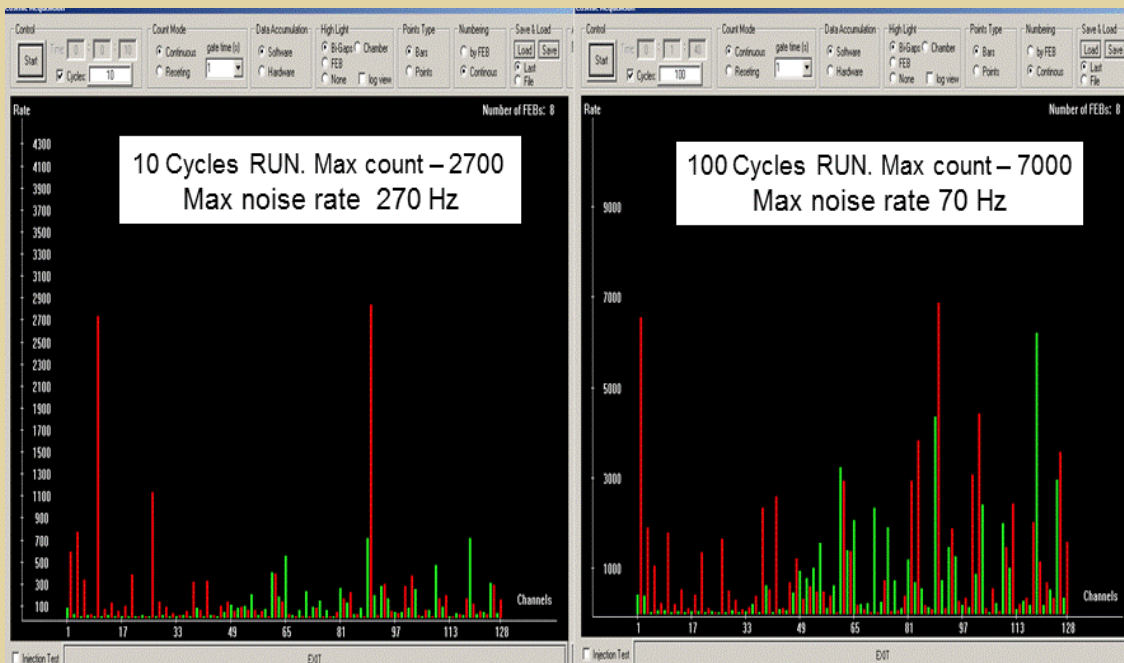 Control
Count Mode
Data Accumulation
High Light
Points Type
Numbering
Save & Load
Start
Time 0 : 0 : 10
Cycles: 10
Continuous
Reseting
gate time (s)
1
Software
Hardware
Bi-Gaps
Chamber
FEB
None
log view
Bars
Points
by FEB
Continous
Load
Save
Last
File
Rate
Number of FEBs: 8
10 Cycles RUN. Max count – 2700
Max noise rate 270 Hz
4300
4100
3900
3700
3500
3300
3100
2900
2700
2500
2300
2100
1900
1700
1500
1300
1100
900
700
500
300
100
Channels
1 17 33 49 65 81 97 113 128
Injection Test
EXIT
Control
Count Mode
Data Accumulation
High Light
Points Type
Numbering
Save & Load
Start
Time 0 : 1 : 40
Cycles: 100
Continuous
Reseting
gate time (s)
1
Software
Hardware
Bi-Gaps
Chamber
FEB
None
log view
Bars
Points
by FEB
Continous
Load
Save
Last
File
Rate
Number of FEBs: 8
100 Cycles RUN. Max count – 7000
Max noise rate 70 Hz
9000
7000
5000
3000
1000
Channels
1 17 33 49 65 81 97 113 128
Injection Test
EXIT